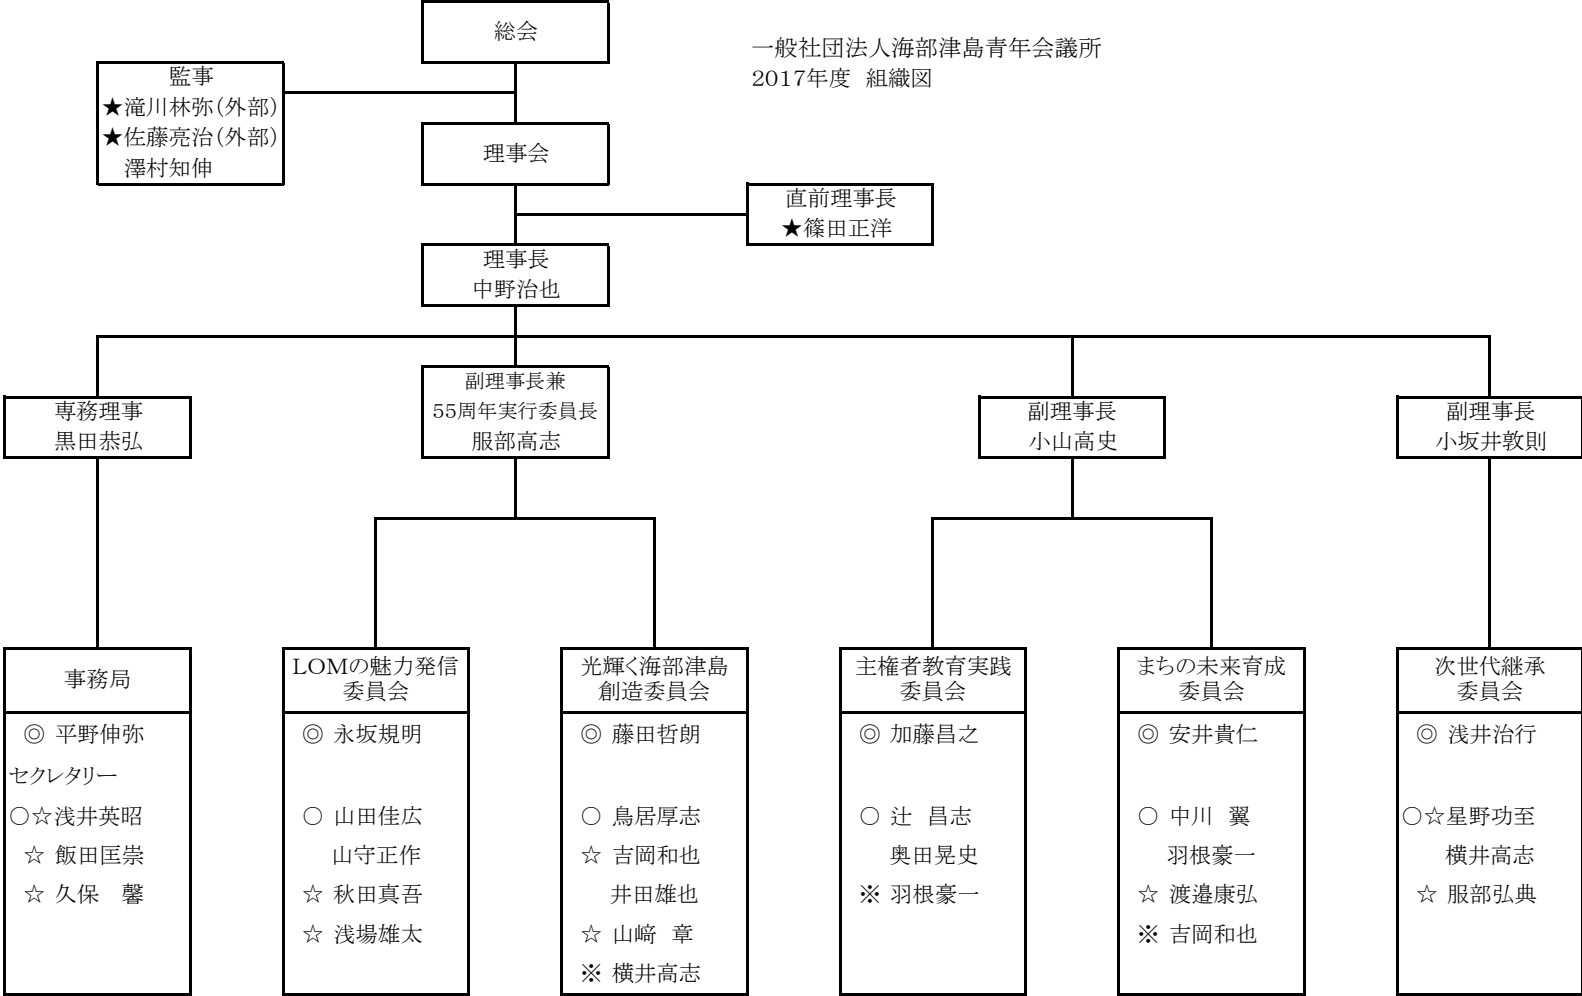 総会
一般社団法人海部津島青年会議所
2017年度 組織図
監事
★滝川林弥(外部)
★佐藤亮治(外部)
澤村知伸
理事会
直前理事長
★篠田正洋
理事長
中野治也
専務理事
黒田恭弘
副理事長兼
55周年実行委員長
服部高志
副理事長
小山高史
副理事長
小坂井敦則
事務局
◎ 平野伸弥
セクレタリー
○☆浅井英昭
☆ 飯田匡崇
☆ 久保 馨
LOMの魅力発信
委員会
◎ 永坂規明
○ 山田佳広
山守正作
☆ 秋田真吾
☆ 浅場雄太
光輝く海部津島
創造委員会
◎ 藤田哲朗
○ 鳥居厚志
☆ 吉岡和也
井田雄也
☆ 山﨑 章
※ 横井高志
主権者教育実践
委員会
◎ 加藤昌之
○ 辻 昌志
奥田晃史
※ 羽根豪一
まちの未来育成
委員会
◎ 安井貴仁
○ 中川 翼
羽根豪一
☆ 渡邉康弘
※ 吉岡和也
次世代継承
委員会
◎ 浅井治行
○☆星野功至
横井高志
☆ 服部弘典